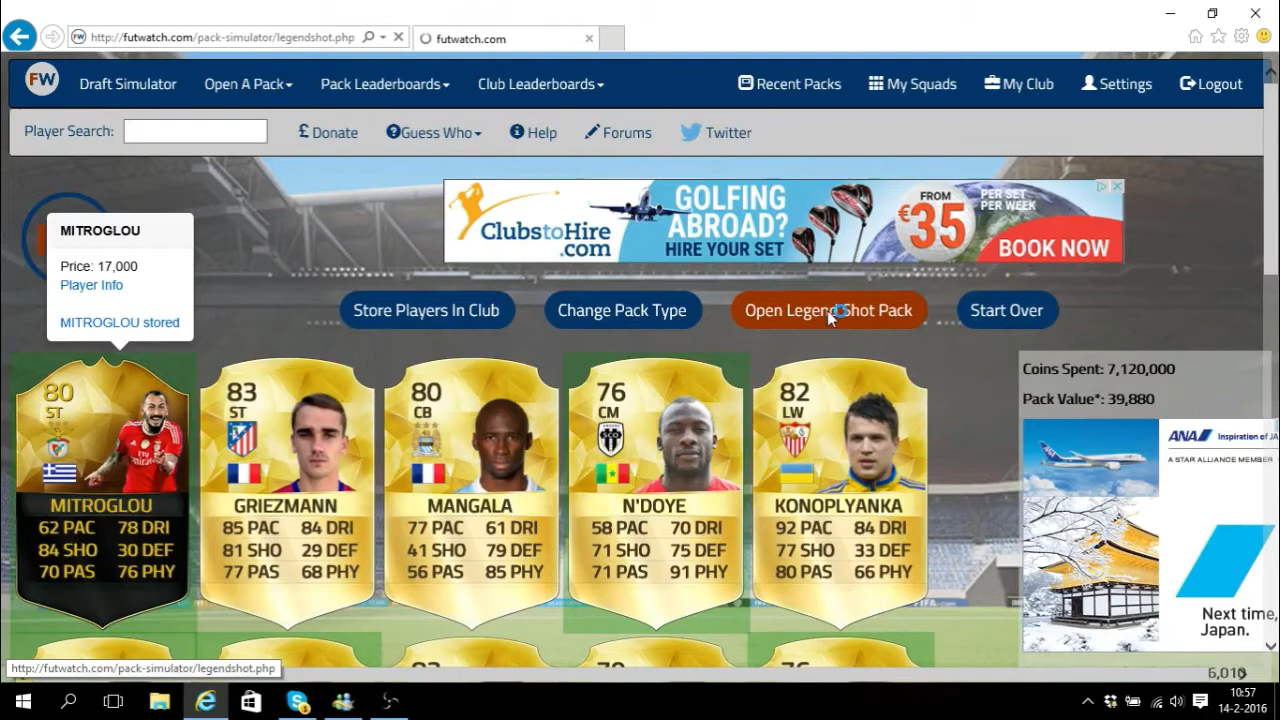 http://futwatch.com/pack-simulator/legendshot.php
futwatch.com
FW
Draft Simulator
Open A Pack
Pack Leaderboards
Club Leaderboards
Recent Packs
My Squads
My Club
Settings
Logout
Player Search:
£ Donate
Guess Who
Help
Forums
Twitter
MITROGLOU
Price: 17,000
Player Info
MITROGLOU stored
ClubstoHire
.com
GOLFING
ABROAD?
HIRE YOUR SET
FROM
€35
PER SET
PER WEEK
BOOK NOW
Store Players In Club
Change Pack Type
Open Legend Shot Pack
Start Over
80
ST
MITROGLOU
62 PAC 78 DRI
84 SHO 30 DEF
70 PAS 76 PHY
83
ST
GRIEZMANN
85 PAC 84 DRI
81 SHO 29 DEF
77 PAS 68 PHY
80
CB
MANGALA
77 PAC 61 DRI
41 SHO 79 DEF
56 PAS 85 PHY
76
CM
SCO
N'DOYE
58 PAC 70 DRI
71 SHO 75 DEF
71 PAS 91 PHY
82
LW
KONOPLYANKA
92 PAC 84 DRI
77 SHO 33 DEF
80 PAS 66 PHY
Coins Spent: 7,120,000
Pack Value*: 39,880
ANA Inspiration of JAPAN
A STAR ALLIANCE MEMBER
Next time,
Japan.
http://futwatch.com/pack-simulator/legendshot.php
10:57
14-2-2016